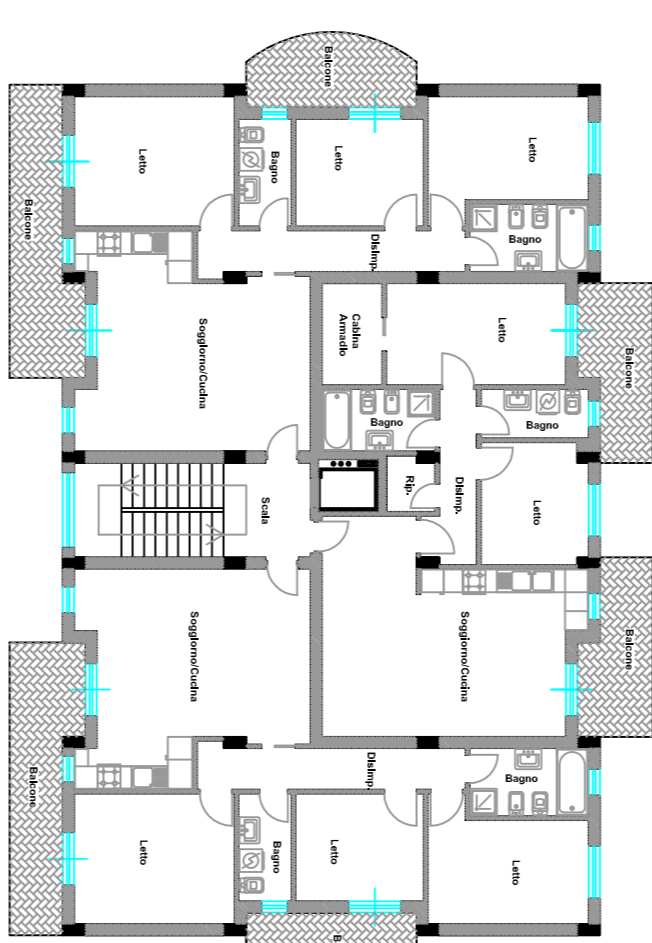 Balcone
Letto
Bagno
Letto
Letto
Balcone
Bagno
DIsImp.
SoggIorno/CucIna
CabIna
ArmadIo
Letto
Balcone
Bagno
Bagno
Scala
RIp.
DIsImp.
Letto
SoggIorno/CucIna
SoggIorno/Cucina
Balcone
Balcone
DIsImp.
Bagno
Letto
Bagno
Letto
Letto